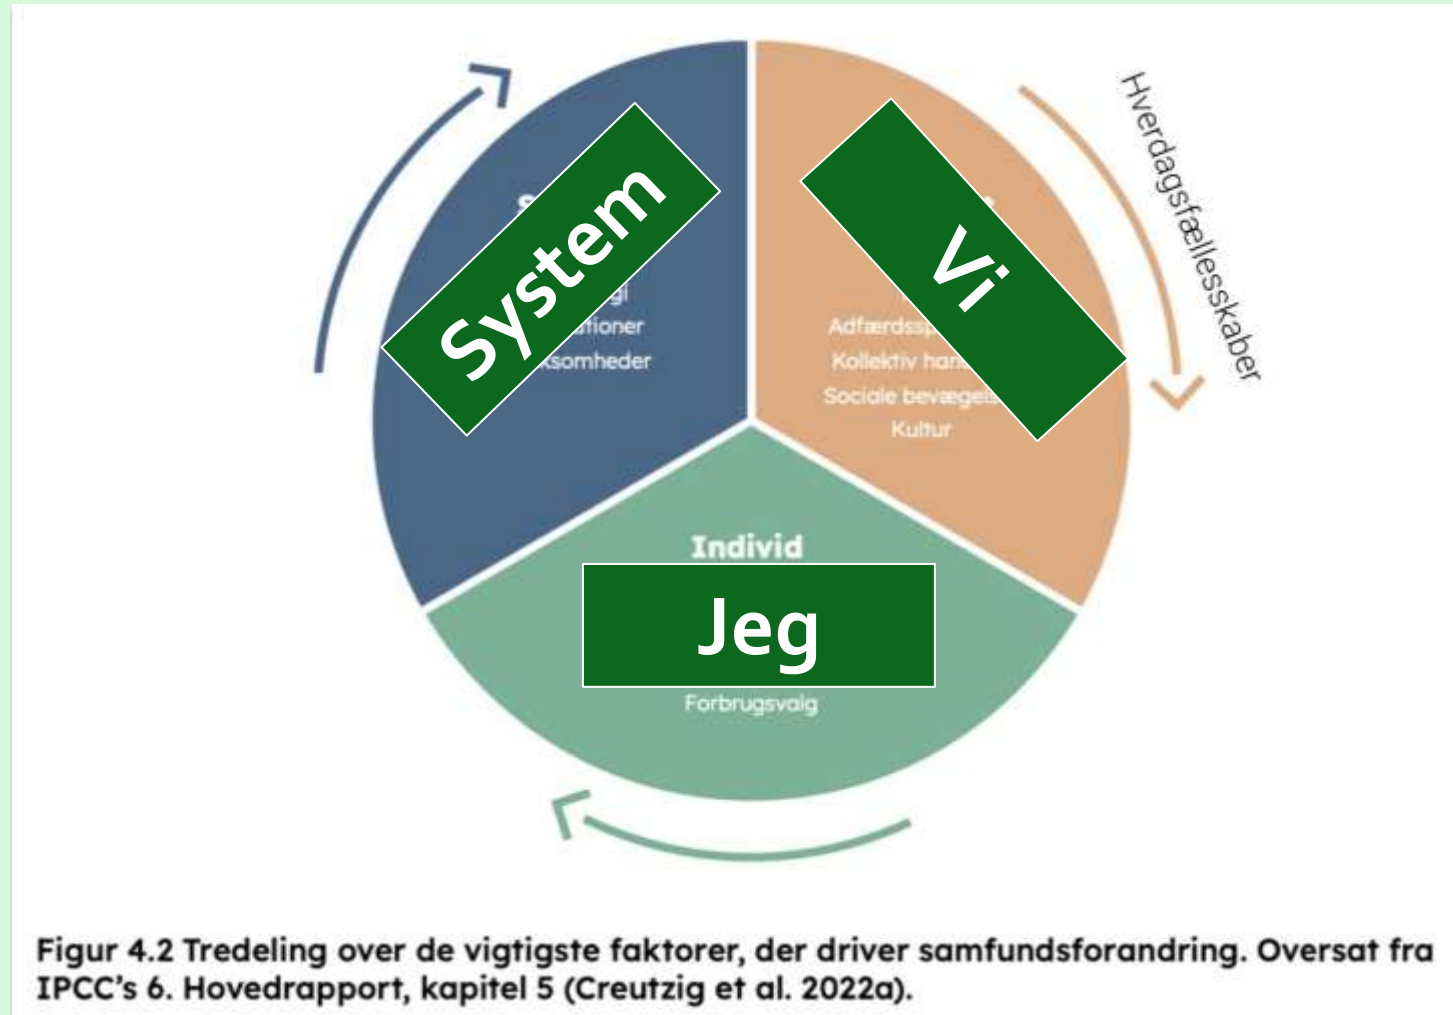 System
Vi
Hverdagsfællesskaber
Kultur
Individ
Jeg
Forbrugsvalg
Figur 4.2 Tredeling over de vigtigste faktorer, der driver samfundsforandring. Oversat fra
IPCC's 6. Hovedrapport, kapitel 5 (Creutzig et al. 2022a).